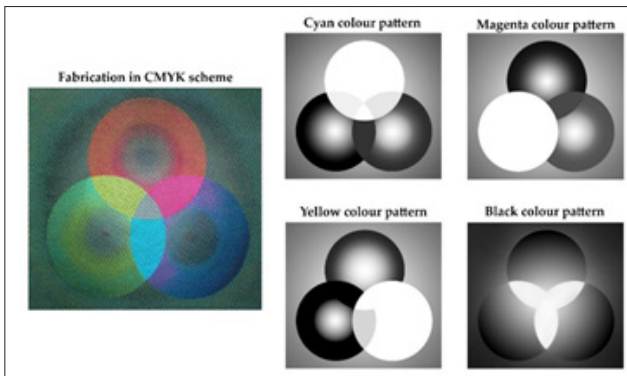 Cyan colour pattern
Magenta colour pattern
Fabrication in CMYK scheme
Yellow colour pattern
Black colour pattern